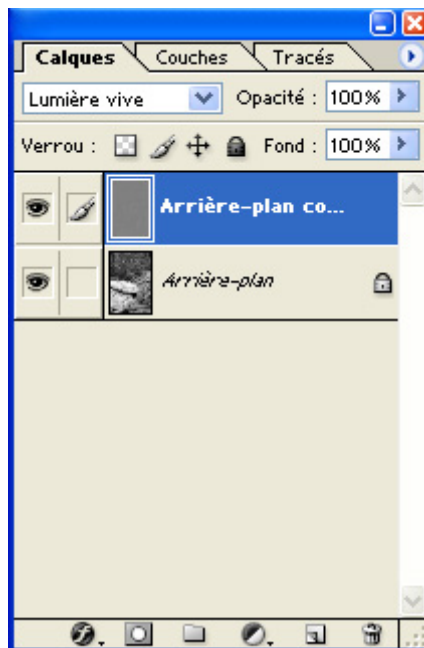 Calques Couches Tracés
Lumière vive Opacité : 100%
Verrou : Fond : 100%
Arrière-plan co...
Arrière-plan